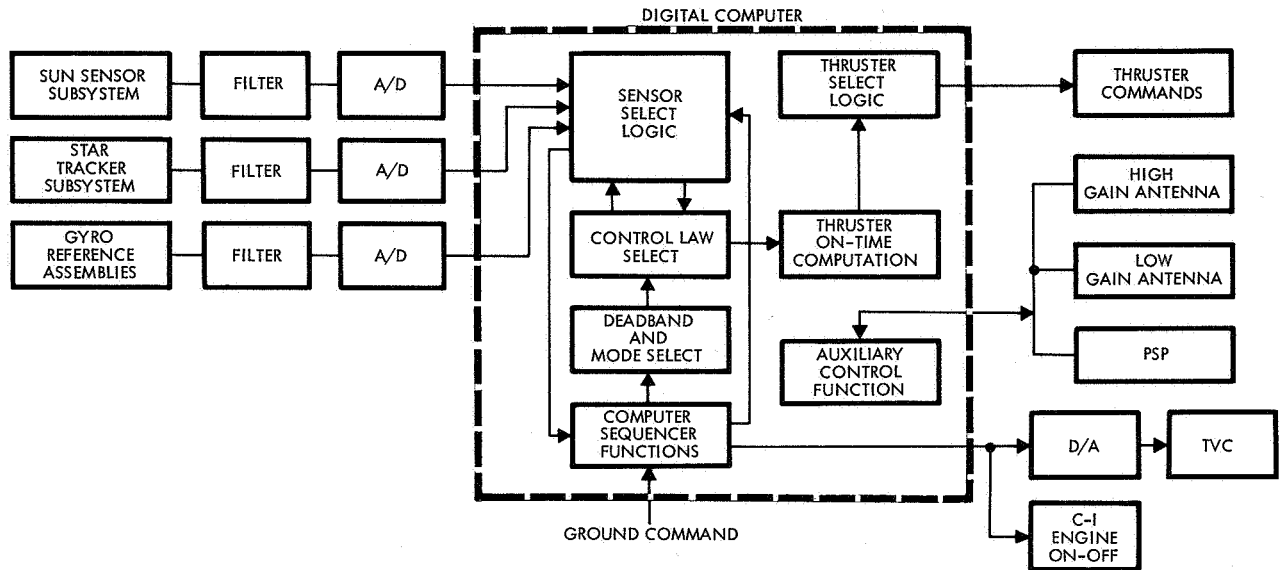 DIGITAL COMPUTER
SUN SENSOR
SUBSYSTEM
FILTER
A/D
SENSOR
SELECT
LOGIC
THRUSTER
SELECT
LOGIC
THRUSTER
COMMANDS
STAR
TRACKER
SUBSYSTEM
FILTER
A/D
HIGH
GAIN ANTENNA
GYRO
REFERENCE
ASSEMBLIES
FILTER
A/D
CONTROL LAW
SELECT
THRUSTER
ON-TIME
COMPUTATION
LOW
GAIN ANTENNA
DEADBAND
AND
MODE SELECT
AUXILIARY
CONTROL
FUNCTION
PSP
COMPUTER
SEQUENCER
FUNCTIONS
D/A
TVC
GROUND COMMAND
C-I
ENGINE
ON-OFF